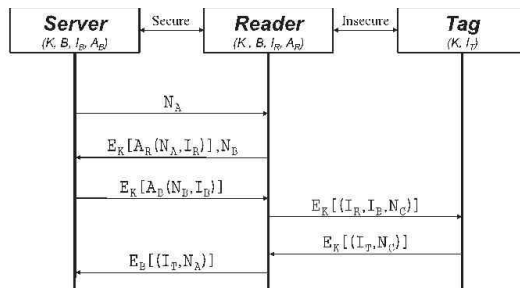 Server Secure Reader Insecure Tag
(K, B, I_B, A_B) (K, B, I_R, A_R) (K, I_T)
N_A
E_K[A_R(N_A,I_R)],N_B
E_K[A_B(N_B,I_B)]
E_K[(I_R,I_B,N_C)]
E_K[(I_T,N_C)]
E_B[(I_T,N_A)]